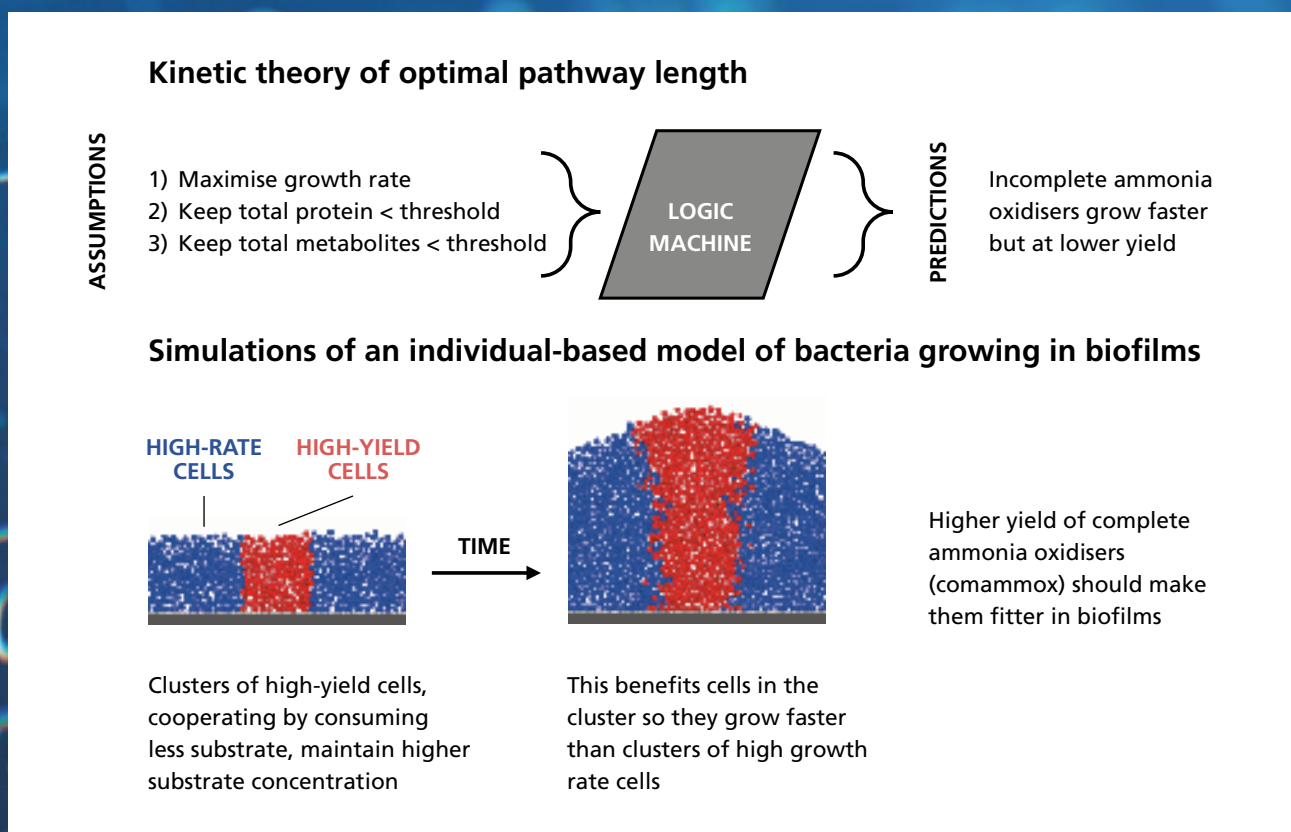 Kinetic theory of optimal pathway length
ASSUMPTIONS
1) Maximise growth rate
2) Keep total protein < threshold
3) Keep total metabolites < threshold
LOGIC
MACHINE
PREDICTIONS
Incomplete ammonia
oxidisers grow faster
but at lower yield
Simulations of an individual-based model of bacteria growing in biofilms
HIGH-RATE
CELLS
HIGH-YIELD
CELLS
TIME
Higher yield of complete
ammonia oxidisers
(comammox) should make
them fitter in biofilms
Clusters of high-yield cells,
cooperating by consuming
less substrate, maintain higher
substrate concentration
This benefits cells in the
cluster so they grow faster
than clusters of high growth
rate cells